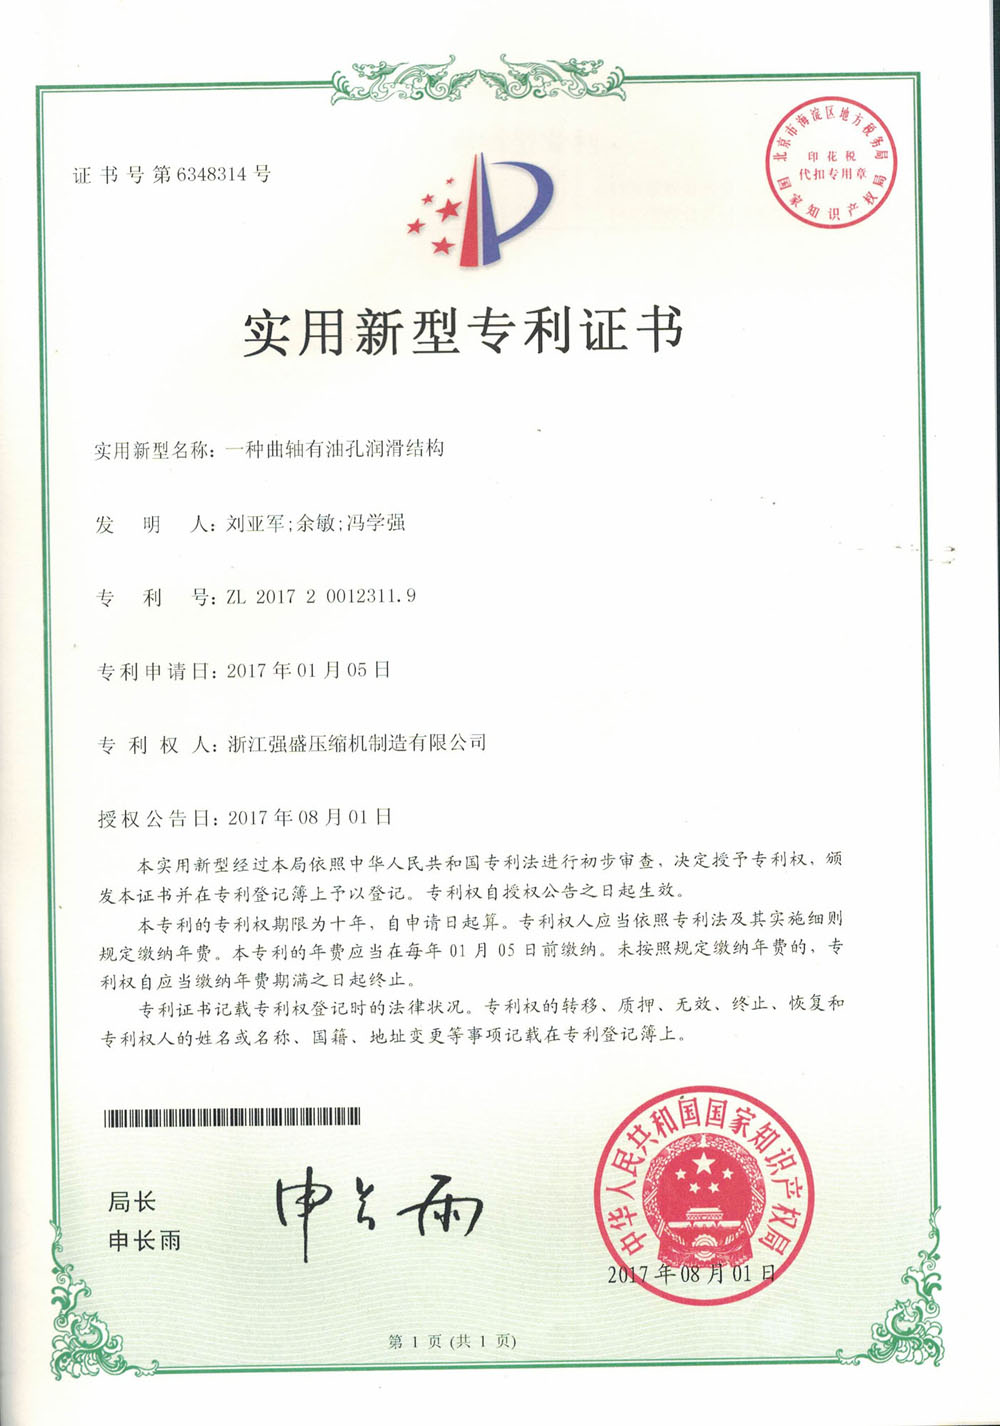 证书号第6348314号
北京市海淀区地方税务局
印花税
代扣专用章
国家知识产权局
实用新型专利证书
实用新型名称：一种曲轴有油孔润滑结构
发明人：刘亚军;余敏;冯学强
专利号：ZL 2017 2 0012311.9
专利申请日：2017年01月05日
专利权人：浙江强盛压缩机制造有限公司
授权公告日：2017年08月01日
本实用新型经过本局依照中华人民共和国专利法进行初步审查，决定授予专利权，颁
发本证书并在专利登记簿上予以登记。专利权自授权公告之日起生效。
本专利的专利权期限为十年，自申请日起算。专利权人应当依照专利法及其实施细则
规定缴纳年费。本专利的年费应当在每年01月05日前缴纳。未按照规定缴纳年费的，专
利权自应当缴纳年费期满之日起终止。
专利证书记载专利权登记时的法律状况。专利权的转移、质押、无效、终止、恢复和
专利权人的姓名或名称、国籍、地址变更等事项记载在专利登记簿上。
局长
申长雨
申长雨
中华人民共和国国家知识产权局
2017年08月01日
第1页(共1页)